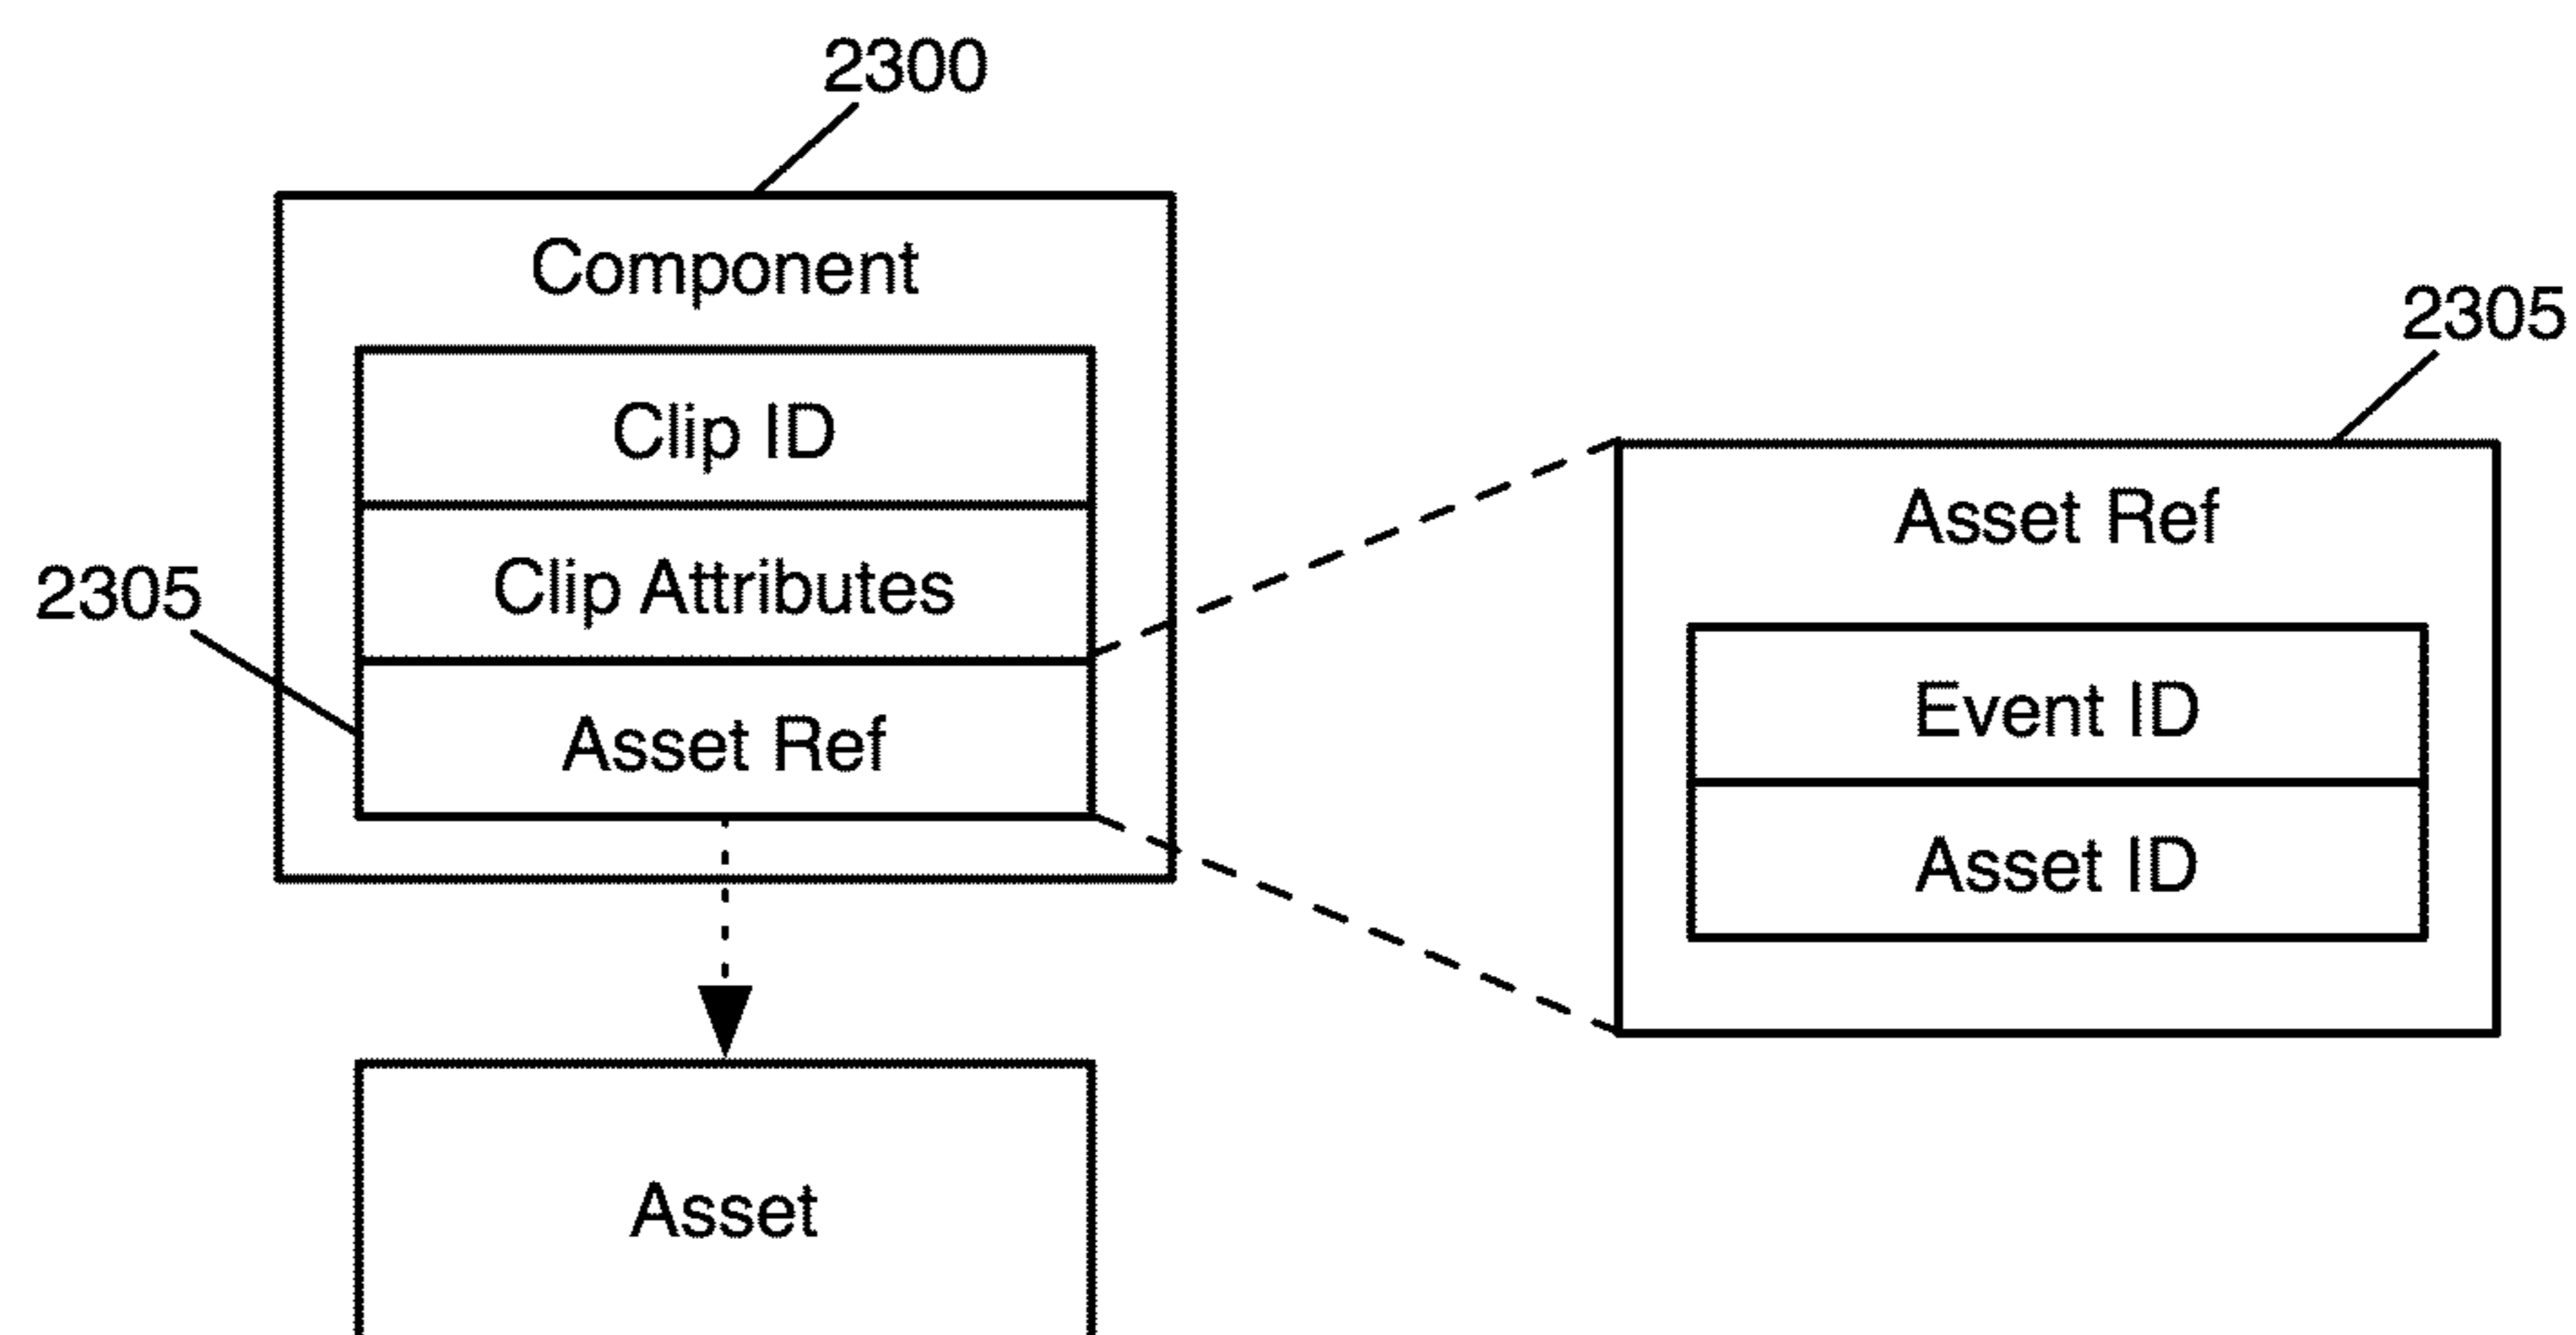 2300
Component
Clip ID
Clip Attributes
2305
Asset Ref
2305
Asset Ref
Event ID
Asset ID
Asset